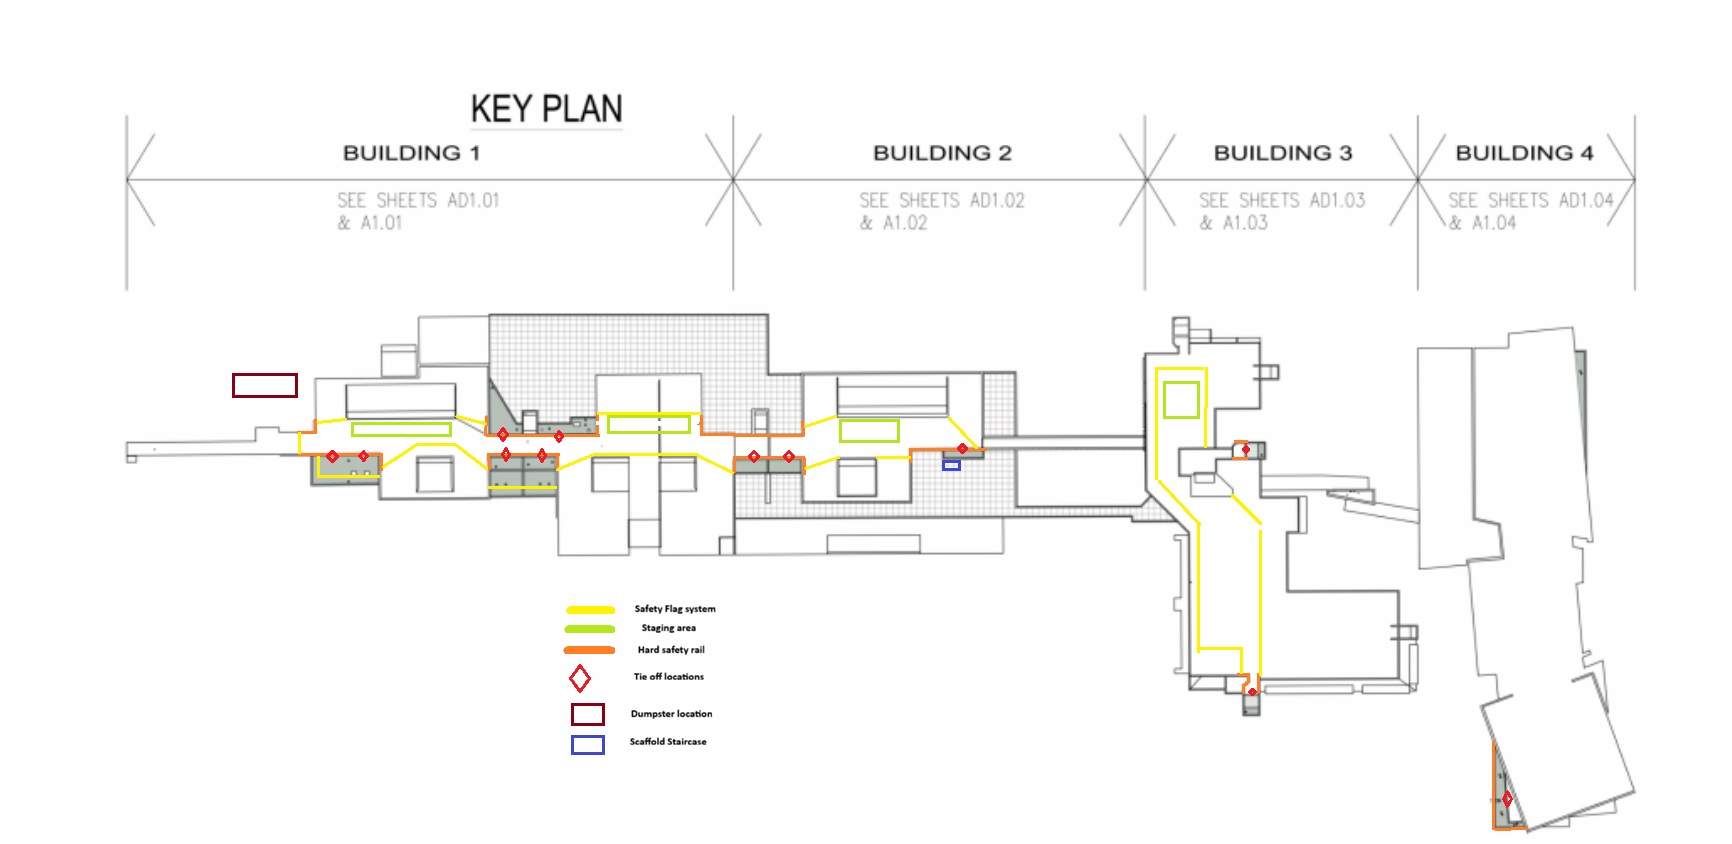 KEY PLAN
BUILDING 1
BUILDING 2
BUILDING 3
BUILDING 4
SEE SHEETS AD1.01
& A1.01
SEE SHEETS AD1.02
& A1.02
SEE SHEETS AD1.03
& A1.03
SEE SHEETS AD1.04
& A1.04
Safety Flag system
Staging area
Hard safety rail
Tie off locations
Dumpster location
Scaffold Staircase